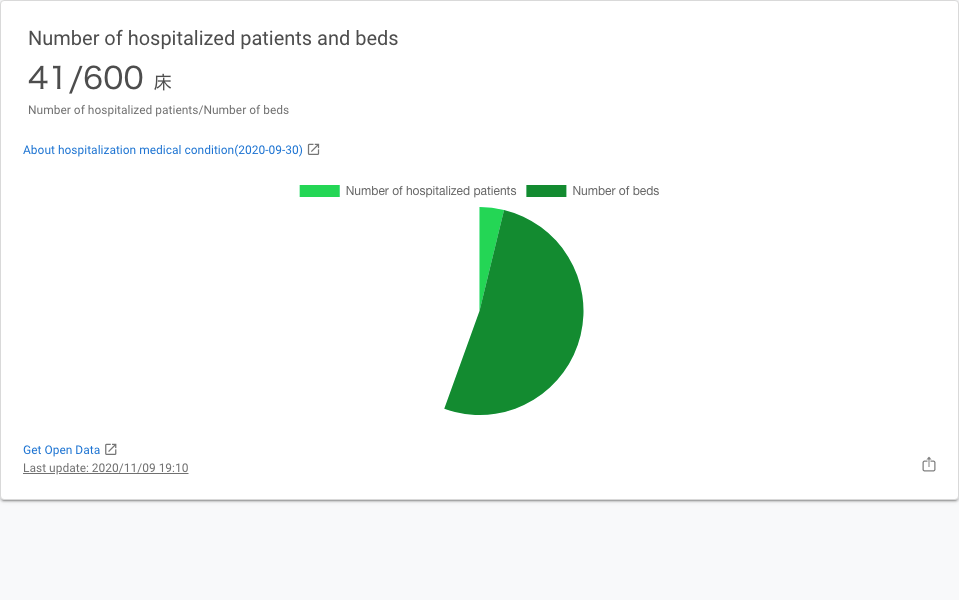 Number of hospitalized patients and beds
41/600 床
Number of hospitalized patients/Number of beds
About hospitalization medical condition(2020-09-30)
Number of hospitalized patients Number of beds
Get Open Data
Last update: 2020/11/09 19:10